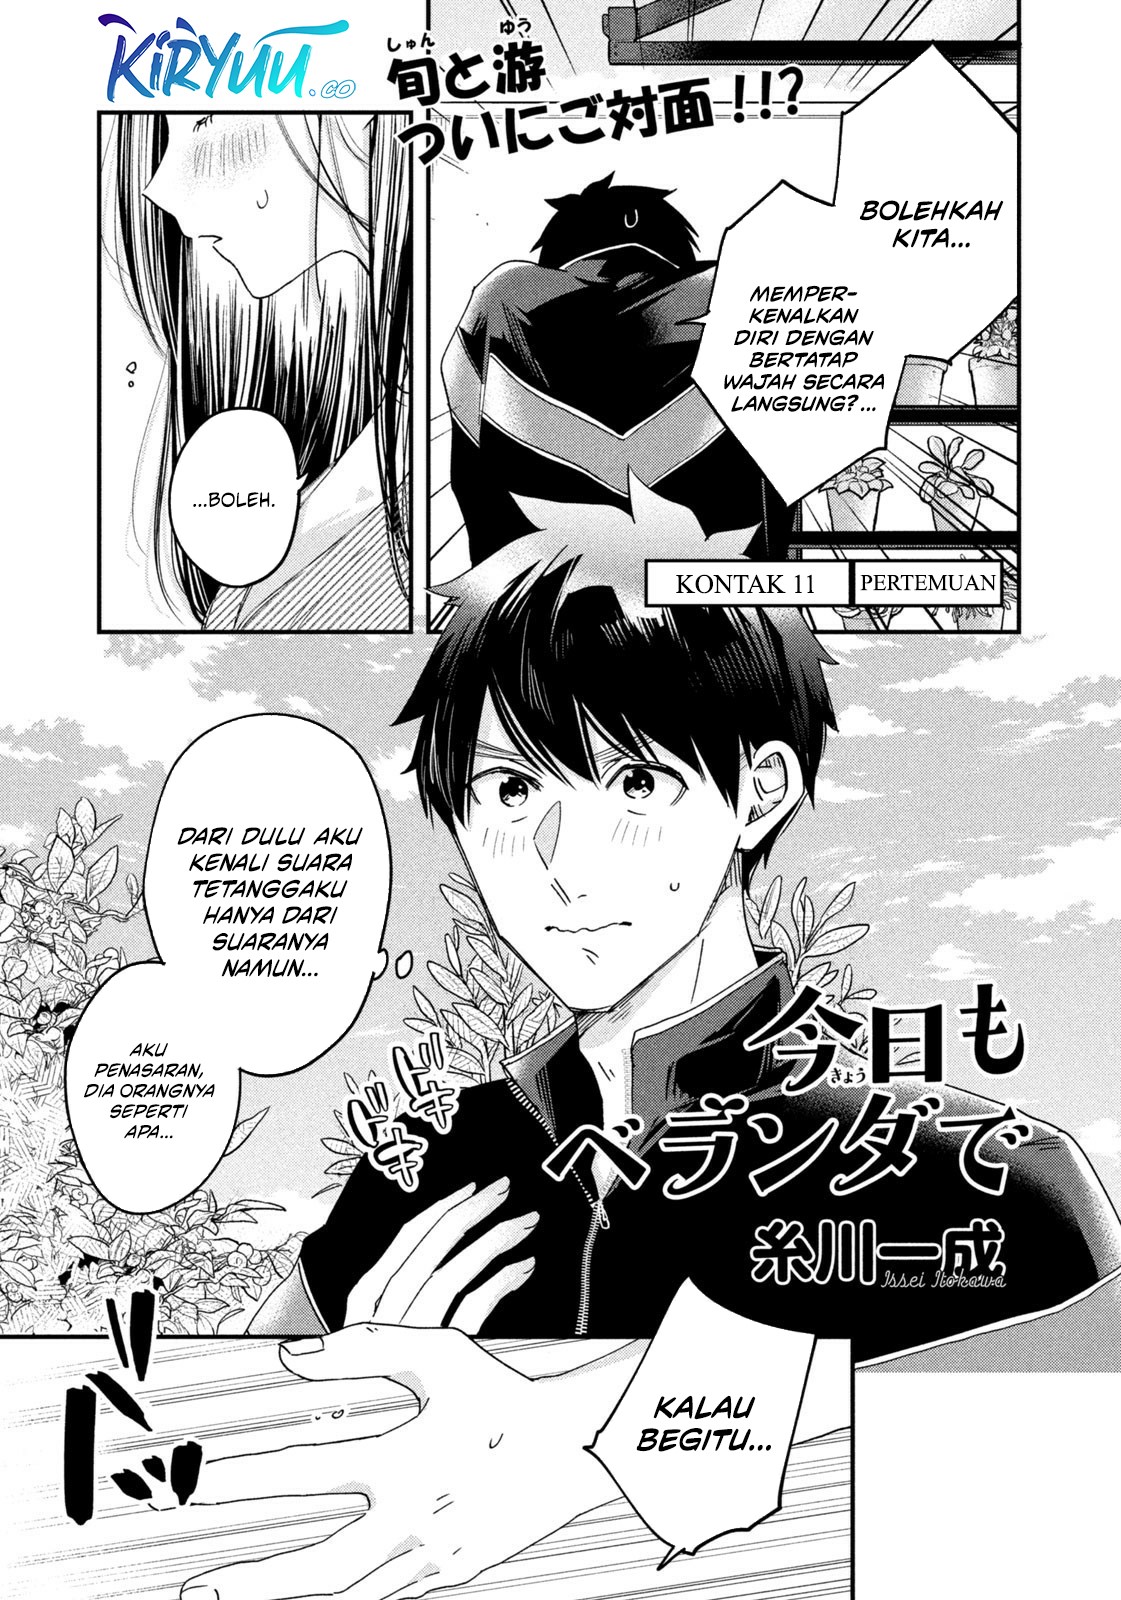 KIRYUU.CO
しゅん ゆう
旬と游
ついにご対面!!?
BOLEHKAH
KITA...
MEMPER-
KENALKAN
DIRI DENGAN
BERTATAP
WAJAH SECARA
LANGSUNG?...
...BOLEH.
KONTAK 11
PERTEMUAN
DARI DULU AKU
KENALI SUARA
TETANGGAKU
HANYA DARI
SUARANYA
NAMUN...
AKU
PENASARAN,
DIA ORANGNYA
SEPERTI
APA...
ドキ
ドキ
今日も
きょう
ベランダで
糸川一成
Issei Itokawa
ドッ
KALAU
BEGITU...